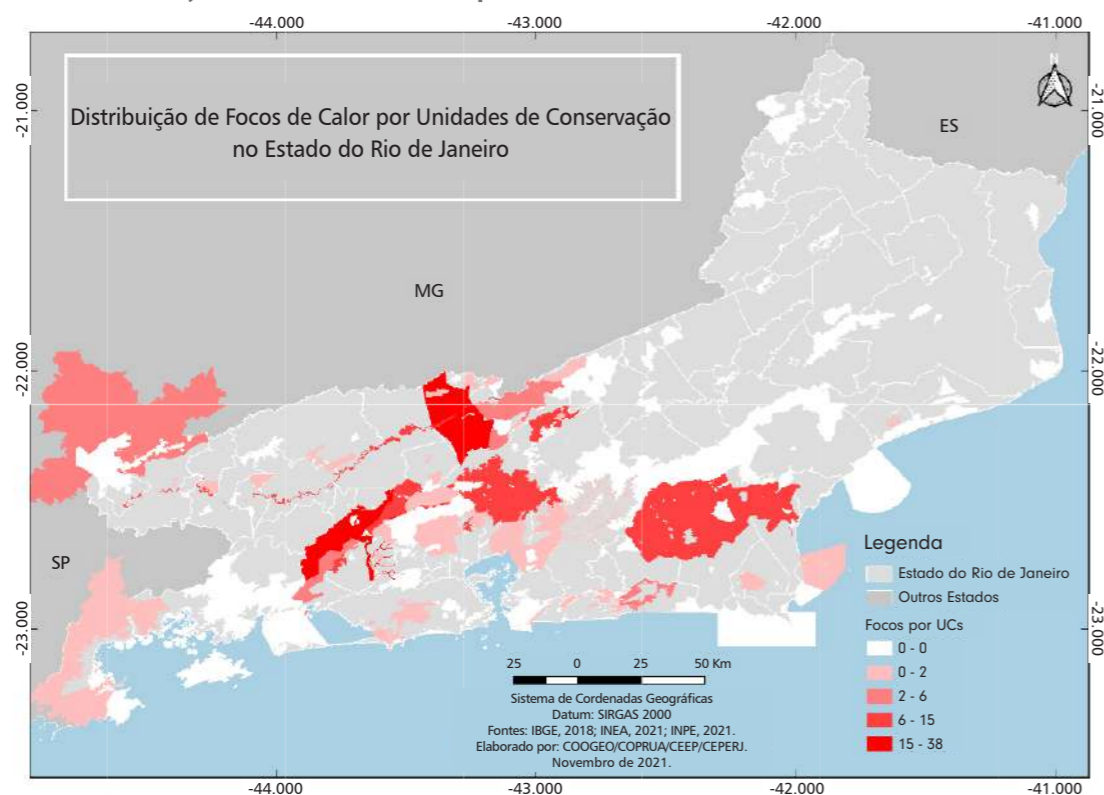 -44.000
-43.000
-42.000
-41.000
N
-21.000
-21.000
Distribuição de Focos de Calor por Unidades de Conservação
no Estado do Rio de Janeiro
ES
MG
-22.000
-22.000
SP
Legenda
Estado do Rio de Janeiro
Outros Estados
Focos por UCs
0 - 0
0 - 2
2 - 6
6 - 15
15 - 38
-23.000
-23.000
25 0 25 50 Km
Sistema de Cordenadas Geográficas
Datum: SIRGAS 2000
Fontes: IBGE, 2018; INEA, 2021; INPE, 2021.
Elaborado por: COOGEO/COPRUA/CEEP/CEPERJ.
Novembro de 2021.
-44.000
-43.000
-42.000
-41.000